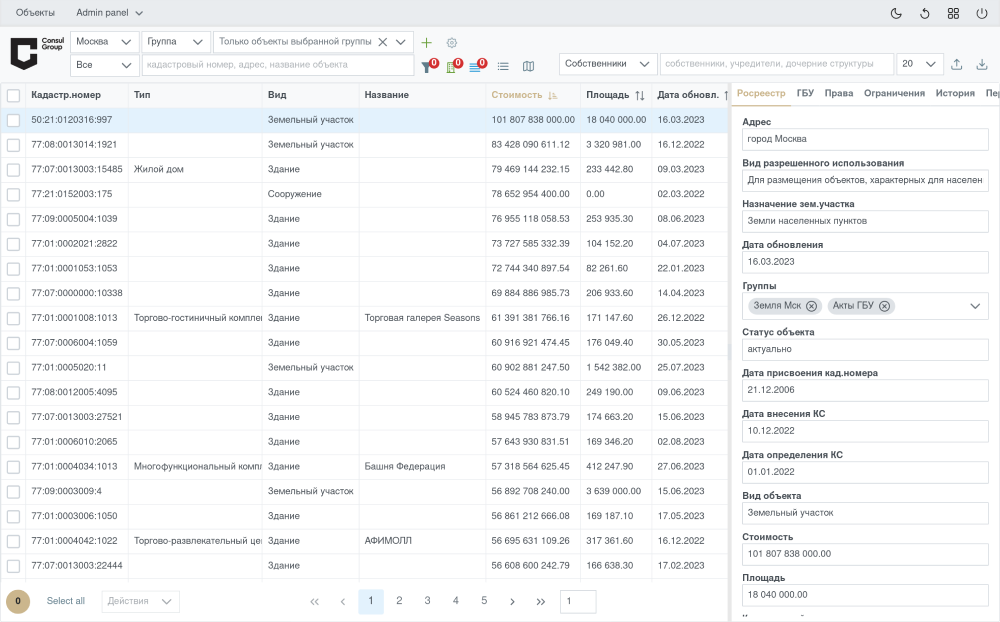 Объекты Admin panel
Consul Group
Москва Группа Только объекты выбранной группы
Все кадастровый номер, адрес, название объекта 0 0 0 Собственники собственники, учредители, дочерние структуры 20
Кадастр.номер Тип Вид Название Стоимость Площадь Дата обновл.
50:21:0120316:997 Земельный участок 101 807 838 000.00 18 040 000.00 16.03.2023
77:08:0013014:1921 Земельный участок 83 428 090 611.12 3 320 981.00 16.12.2022
77:07:0013003:15485 Жилой дом Здание 79 469 144 232.15 233 442.80 09.03.2023
77:21:0152003:175 Сооружение 78 652 954 400.00 0.00 02.03.2022
77:09:0005004:1039 Здание 76 955 118 058.53 253 935.30 08.06.2023
77:01:0002021:2822 Здание 73 727 585 332.39 104 152.20 04.07.2023
77:01:0001053:1053 Здание 72 744 340 897.54 82 261.60 22.01.2023
77:07:0000000:10338 Здание 69 884 886 985.73 206 933.60 14.04.2023
77:01:0001008:1013 Торгово-гостиничный комплек Здание Торговая галерея Seasons 61 391 381 766.16 171 147.60 26.12.2022
77:07:0006004:1059 Здание 60 916 921 474.45 176 049.40 30.05.2023
77:01:0005020:11 Земельный участок 60 902 881 247.50 1 542 382.00 25.07.2023
77:08:0012005:4095 Здание 60 524 460 820.10 249 190.00 09.06.2023
77:07:0013003:27521 Здание 58 945 783 873.79 174 663.20 15.06.2023
77:01:0006010:2065 Здание 57 643 930 831.51 169 346.20 02.08.2023
77:01:0004034:1013 Многофункциональный компл Здание Башня Федерация 57 318 564 625.45 412 247.90 27.06.2023
77:09:0003009:4 Земельный участок 56 892 708 240.00 3 639 000.00 15.06.2023
77:01:0003006:1050 Здание 56 861 212 666.08 169 187.10 17.05.2023
77:01:0004042:1022 Торгово-развлекательный це Здание АФИМОЛЛ 56 695 631 109.26 317 361.60 16.12.2022
77:07:0013003:22444 Здание 56 608 600 242.79 166 638.30 17.02.2023
0 Select all Действия 1 2 3 4 5 1
Росреестр ГБУ Права Ограничения История Пер
Адрес
город Москва
Вид разрешенного использования
Для размещения объектов, характерных для населен
Назначение зем.участка
Земли населенных пунктов
Дата обновления
16.03.2023
Группы
Земля Мск Акты ГБУ
Статус объекта
актуально
Дата присвоения кад.номера
21.12.2006
Дата внесения КС
10.12.2022
Дата определения КС
01.01.2022
Вид объекта
Земельный участок
Стоимость
101 807 838 000.00
Площадь
18 040 000.00